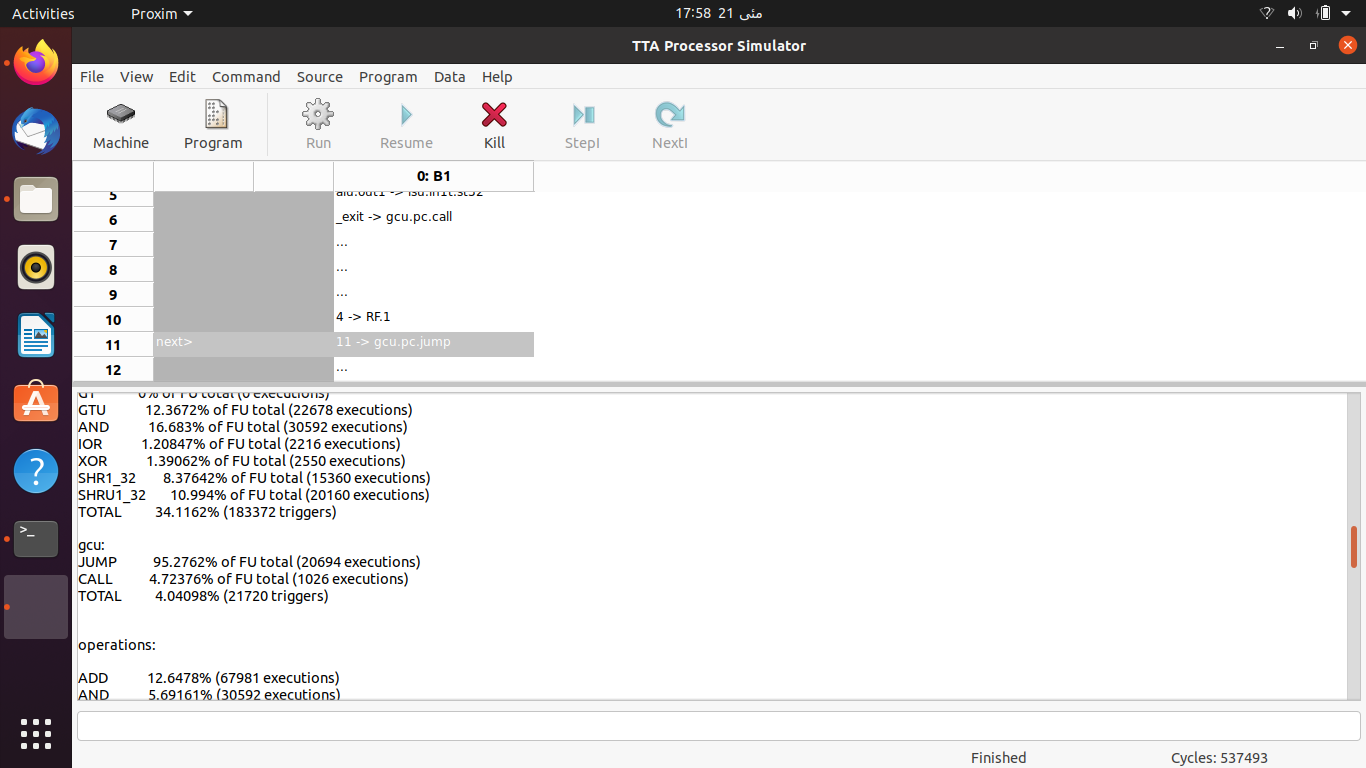 Activities
Proxim
17:58 21 مئی
TTA Processor Simulator
File View Edit Command Source Program Data Help
Machine Program Run Resume Kill StepI NextI
0: B1
5 alu.out1 -> lsu.in1t.st32
6 _exit -> gcu.pc.call
7 ...
8 ...
9 ...
10 4 -> RF.1
11 next> 11 -> gcu.pc.jump
12 ...
GT 0% of FU total (0 executions)
GTU 12.3672% of FU total (22678 executions)
AND 16.683% of FU total (30592 executions)
IOR 1.20847% of FU total (2216 executions)
XOR 1.39062% of FU total (2550 executions)
SHR1_32 8.37642% of FU total (15360 executions)
SHRU1_32 10.994% of FU total (20160 executions)
TOTAL 34.1162% (183372 triggers)
gcu:
JUMP 95.2762% of FU total (20694 executions)
CALL 4.72376% of FU total (1026 executions)
TOTAL 4.04098% (21720 triggers)
operations:
ADD 12.6478% (67981 executions)
AND 5.69161% (30592 executions)
Finished Cycles: 537493